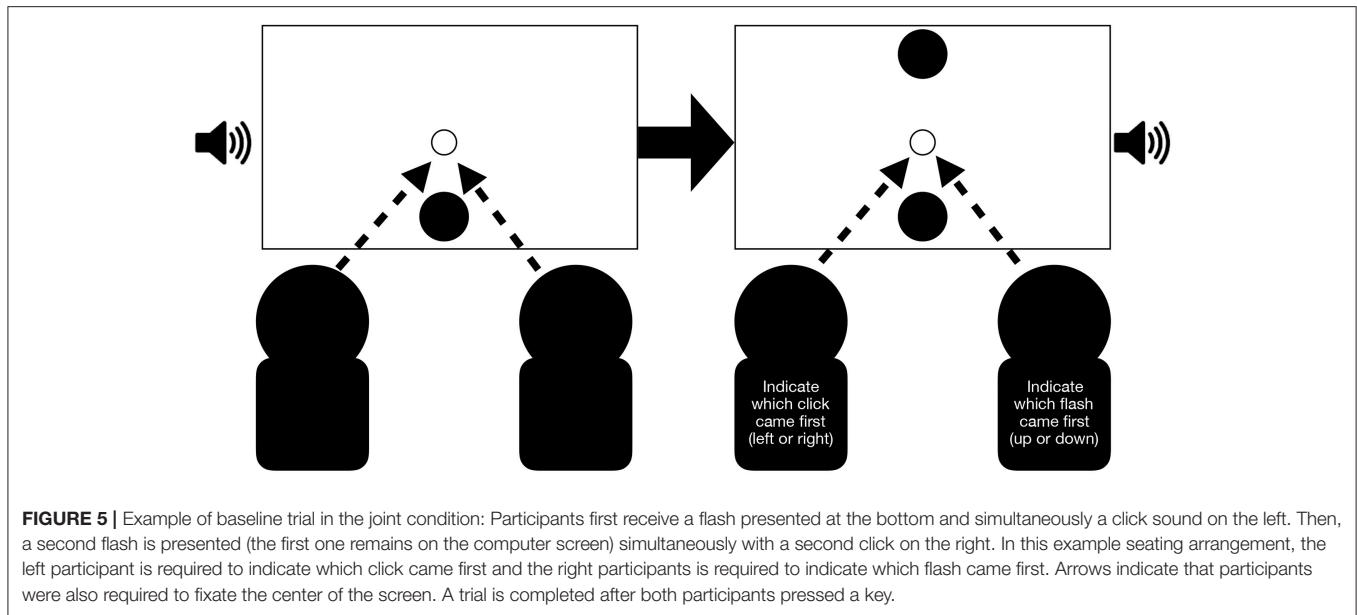 Indicate
which click
came first
(left or right)
Indicate
which flash
came first
(up or down)
FIGURE 5 | Example of baseline trial in the joint condition: Participants first receive a flash presented at the bottom and simultaneously a click sound on the left. Then,
a second flash is presented (the first one remains on the computer screen) simultaneously with a second click on the right. In this example seating arrangement, the
left participant is required to indicate which click came first and the right participants is required to indicate which flash came first. Arrows indicate that participants
were also required to fixate the center of the screen. A trial is completed after both participants pressed a key.